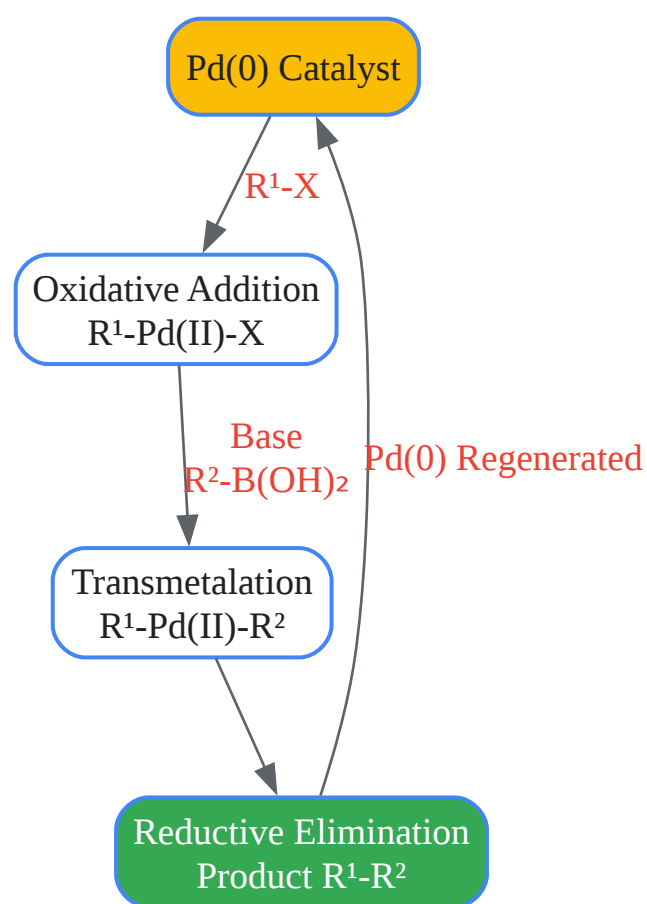 Pd(0) Catalyst
R¹-X
Oxidative Addition
R¹-Pd(II)-X
Base
R²-B(OH)₂
Pd(0) Regenerated
Transmetalation
R¹-Pd(II)-R²
Reductive Elimination
Product R¹-R²